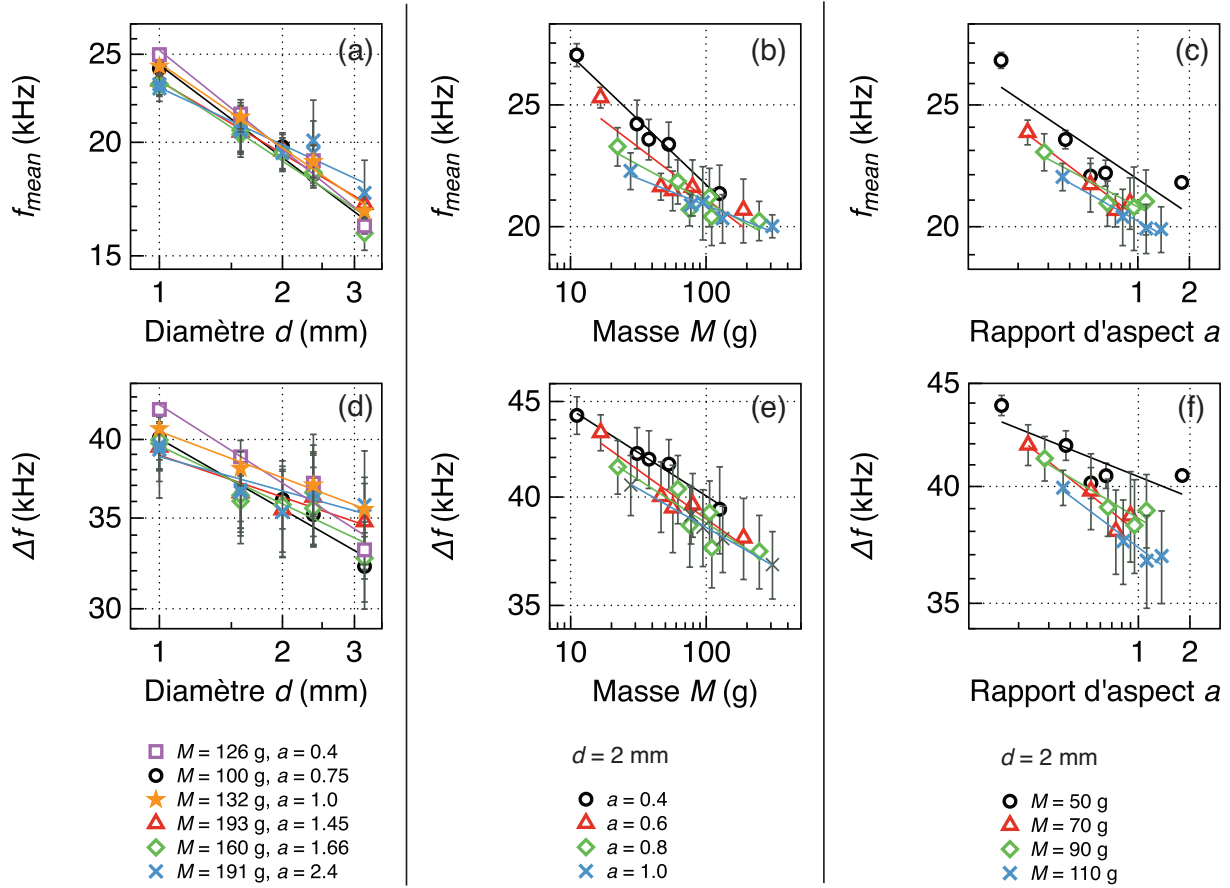 (a)
f_mean (kHz)
25
20
15
1
2
3
Diamètre d (mm)
(b)
f_mean (kHz)
25
20
10
100
Masse M (g)
(c)
f_mean (kHz)
25
20
1
2
Rapport d'aspect a
(d)
Δf (kHz)
40
35
30
1
2
3
Diamètre d (mm)
(e)
Δf (kHz)
45
40
35
10
100
Masse M (g)
(f)
Δf (kHz)
45
40
35
1
2
Rapport d'aspect a
M = 126 g, a = 0.4
M = 100 g, a = 0.75
M = 132 g, a = 1.0
M = 193 g, a = 1.45
M = 160 g, a = 1.66
M = 191 g, a = 2.4
d = 2 mm
a = 0.4
a = 0.6
a = 0.8
a = 1.0
d = 2 mm
M = 50 g
M = 70 g
M = 90 g
M = 110 g